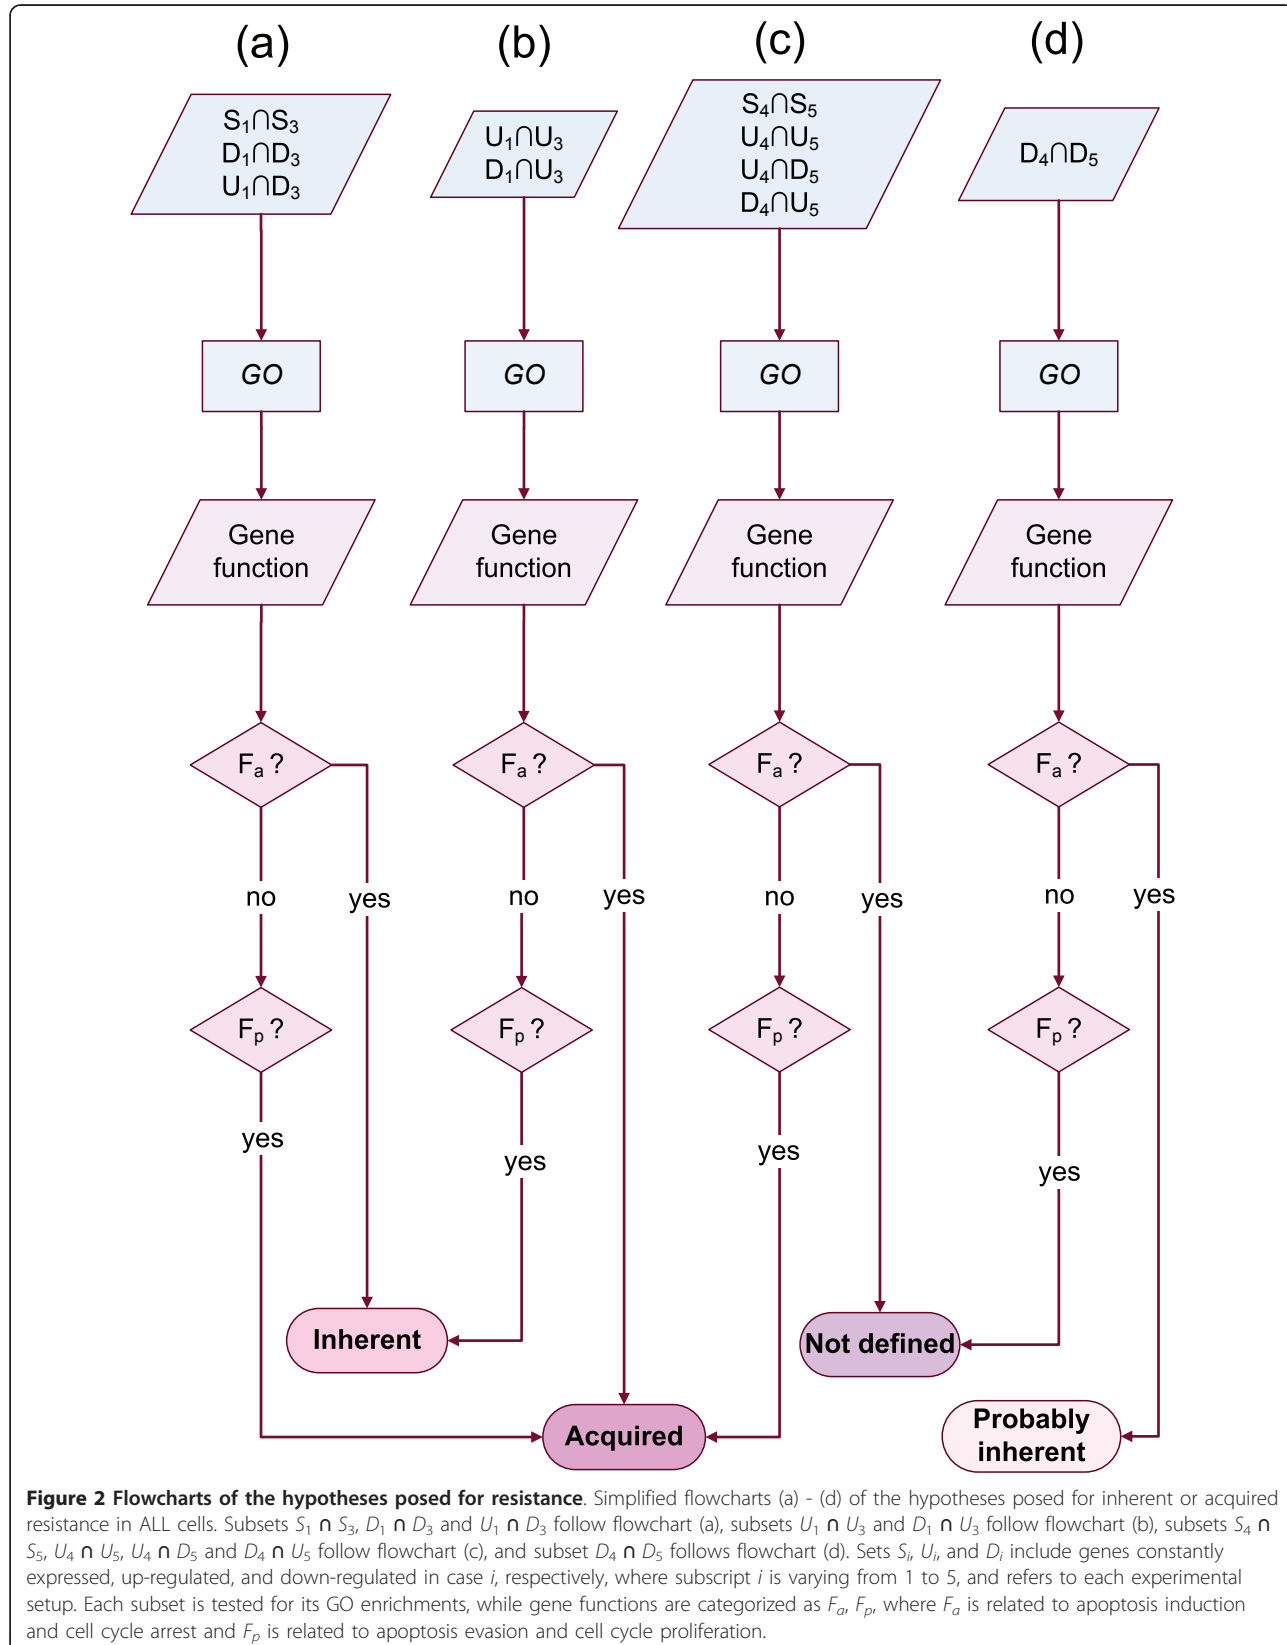 (a) (b) (c) (d)
S₁∩S₃
D₁∩D₃
U₁∩D₃
U₁∩U₃
D₁∩U₃
S₄∩S₅
U₄∩U₅
U₄∩D₅
D₄∩U₅
D₄∩D₅
GO GO GO GO
Gene
function
Gene
function
Gene
function
Gene
function
Fₐ ? Fₐ ? Fₐ ? Fₐ ?
no yes no yes no yes no yes
Fₚ ? Fₚ ? Fₚ ? Fₚ ?
yes yes yes yes
Inherent
Not defined
Acquired
Probably
inherent
Figure 2 Flowcharts of the hypotheses posed for resistance. Simplified flowcharts (a) - (d) of the hypotheses posed for inherent or acquired
resistance in ALL cells. Subsets S₁ ∩ S₃, D₁ ∩ D₃ and U₁ ∩ D₃ follow flowchart (a), subsets U₁ ∩ U₃ and D₁ ∩ U₃ follow flowchart (b), subsets S₄ ∩
S₅, U₄ ∩ U₅, U₄ ∩ D₅ and D₄ ∩ U₅ follow flowchart (c), and subset D₄ ∩ D₅ follows flowchart (d). Sets Sᵢ, Uᵢ, and Dᵢ include genes constantly
expressed, up-regulated, and down-regulated in case i, respectively, where subscript i is varying from 1 to 5, and refers to each experimental
setup. Each subset is tested for its GO enrichments, while gene functions are categorized as Fₐ, Fₚ, where Fₐ is related to apoptosis induction
and cell cycle arrest and Fₚ is related to apoptosis evasion and cell cycle proliferation.